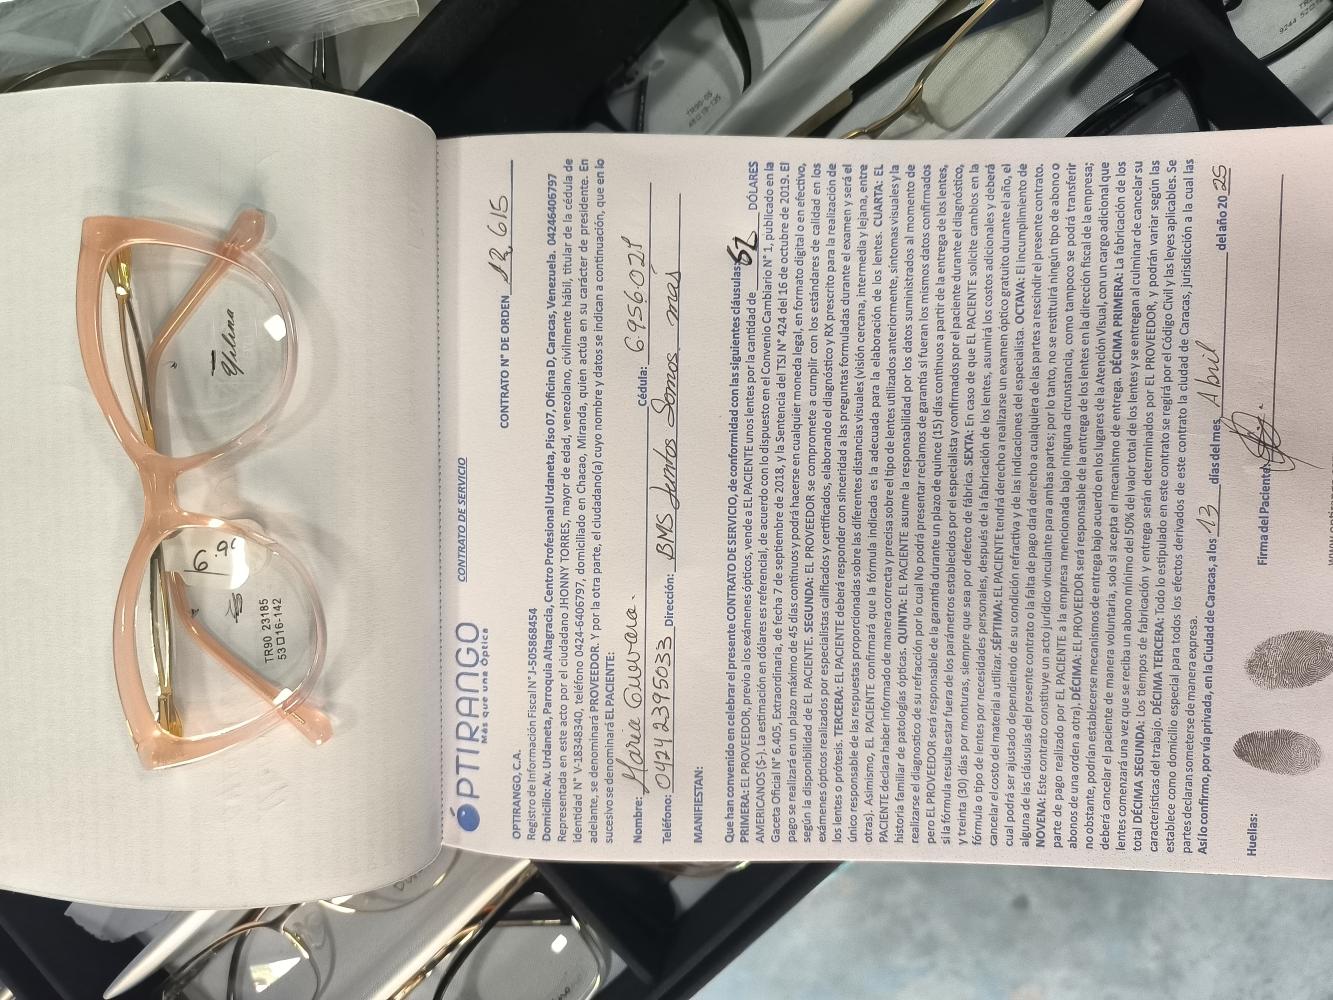 ÓPTIRANGO
Más que una Óptica
CONTRATO DE SERVICIO
CONTRATO N° DE ORDEN 12,615
OPTIRANGO, C.A.
Registro de Información Fiscal N° J-50568454
Domicilio: Av. Urdaneta, Parroquia Altagracia, Centro Profesional Urdaneta, Piso 07, Oficina D, Caracas, Venezuela. 04246406797
Representada en este acto por el ciudadano JHONNY TORRES, mayor de edad, venezolano, civilmente hábil, titular de la cédula de
identidad N° V-18348340, teléfono 0424-6406797, domiciliado en Chacao, Miranda, quien actúa en su carácter de presidente. En
adelante, se denominará PROVEEDOR. Y por la otra parte, el ciudadano(a) cuyo nombre y datos se indican a continuación, que en lo
sucesivo se denominará EL PACIENTE:
Nombre: Maria Guevara. Cédula: 6.956.028
Teléfono: 04242395033 Dirección: BMS Juntos Somos más
MANIFIESTAN:
Que han convenido en celebrar el presente CONTRATO DE SERVICIO, de conformidad con las siguientes cláusulas:
PRIMERA: EL PROVEEDOR, previo a los exámenes ópticos, vende a EL PACIENTE unos lentes por la cantidad de 62 DÓLARES
AMERICANOS ($-). La estimación en dólares es referencial, de acuerdo con lo dispuesto en el Convenio Cambiario N° 1, publicado en la
Gaceta Oficial N° 6.405, Extraordinaria, de fecha 7 de septiembre de 2018, y la Sentencia del TSJ N° 424 del 16 de octubre de 2019. El
pago se realizará en un plazo máximo de 45 días continuos y podrá hacerse en cualquier moneda legal, en formato digital o en efectivo,
según la disponibilidad de EL PACIENTE. SEGUNDA: EL PROVEEDOR se compromete a cumplir con los estándares de calidad en los
exámenes ópticos realizados por especialistas calificados y certificados, elaborando el diagnóstico y RX prescrito para la realización de
los lentes o prótesis. TERCERA: EL PACIENTE deberá responder con sinceridad a las preguntas formuladas durante el examen y será el
único responsable de las respuestas proporcionadas sobre las diferentes distancias visuales (visión cercana, intermedia y lejana, entre
otras). Asimismo, EL PACIENTE confirmará que la fórmula indicada es la adecuada para la elaboración de los lentes. CUARTA: EL
PACIENTE declara haber informado de manera correcta y precisa sobre el tipo de lentes utilizados anteriormente, síntomas visuales y la
historia familiar de patologías ópticas. QUINTA: EL PACIENTE asume la responsabilidad por los datos suministrados al momento de
realizarse el diagnostico de su refracción por lo cual No podrá presentar reclamos de garantía si fueran los mismos datos confirmados
pero EL PROVEEDOR será responsable de la garantía durante un plazo de quince (15) días continuos a partir de la entrega de los lentes,
si la fórmula resulta estar fuera de los parámetros establecidos por el especialista y confirmados por el paciente durante el diagnóstico,
y treinta (30) días por monturas, siempre que sea por defecto de fábrica. SEXTA: En caso de que EL PACIENTE solicite cambios en la
fórmula o tipo de lentes por necesidades personales, después de la fabricación de los lentes, asumirá los costos adicionales y deberá
cancelar el costo del material a utilizar. SÉPTIMA: EL PACIENTE tendrá derecho a realizarse un examen óptico gratuito durante el año, el
cual podrá ser ajustado dependiendo de su condición refractiva y de las indicaciones del especialista. OCTAVA: El incumplimiento de
alguna de las cláusulas del presente contrato o la falta de pago dará derecho a cualquiera de las partes a rescindir el presente contrato.
NOVENA: Este contrato constituye un acto jurídico vinculante para ambas partes; por lo tanto, no se restituirá ningún tipo de abono o
parte de pago realizado por EL PACIENTE a la empresa mencionada bajo ninguna circunstancia, como tampoco se podrá transferir
abonos de una orden a otra). DÉCIMA: EL PROVEEDOR será responsable de la entrega de los lentes en la dirección fiscal de la empresa;
no obstante, podrían establecerse mecanismos de entrega bajo acuerdo en los lugares de la Atención Visual, con un cargo adicional que
deberá cancelar el paciente de manera voluntaria, solo si acepta el mecanismo de entrega. DÉCIMA PRIMERA: La fabricación de los
lentes comenzará una vez que se reciba un abono mínimo del 50% del valor total de los lentes y se entregan al culminar de cancelar su
total DÉCIMA SEGUNDA: Los tiempos de fabricación y entrega serán determinados por EL PROVEEDOR, y podrán variar según las
características del trabajo. DÉCIMA TERCERA: Todo lo estipulado en este contrato se regirá por el Código Civil y las leyes aplicables. Se
establece como domicilio especial para todos los efectos derivados de este contrato la ciudad de Caracas, jurisdicción a la cual las
partes declaran someterse de manera expresa.
Así lo confirmo, por vía privada, en la Ciudad de Caracas, a los 13 días del mes Abril del año 2025
Huellas:
Firma del Paciente:
TR90 23185
53□16-142